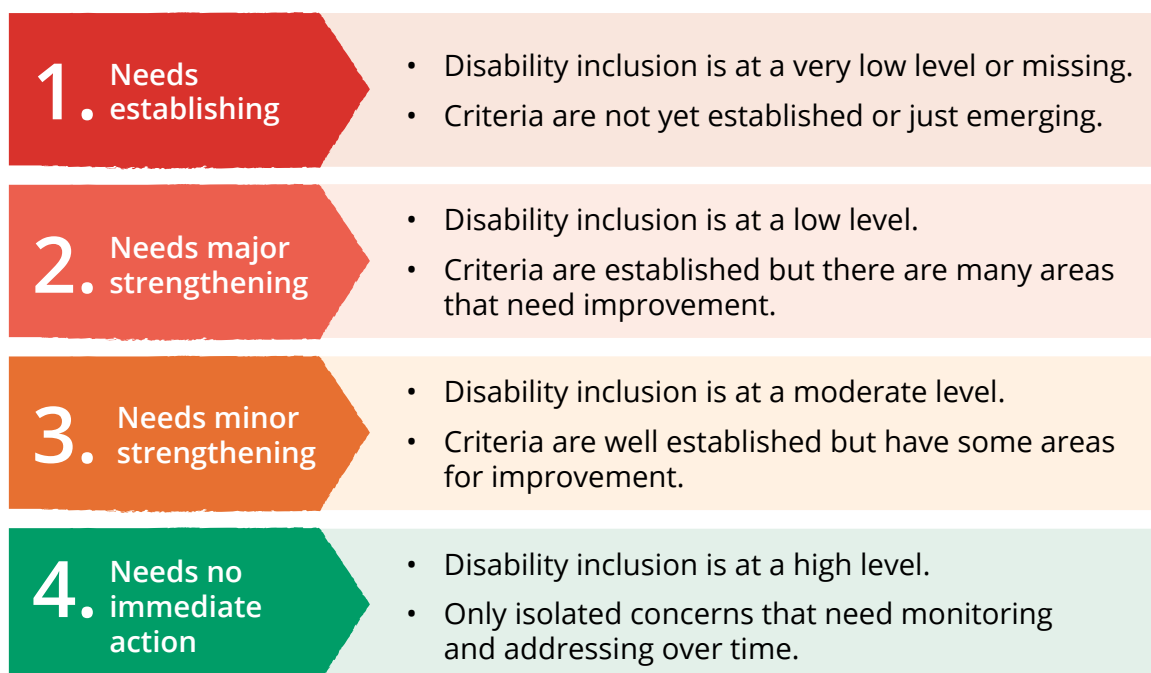 1. Needs
establishing
• Disability inclusion is at a very low level or missing.
• Criteria are not yet established or just emerging.
2. Needs major
strengthening
• Disability inclusion is at a low level.
• Criteria are established but there are many areas
that need improvement.
3. Needs minor
strengthening
• Disability inclusion is at a moderate level.
• Criteria are well established but have some areas
for improvement.
4. Needs no
immediate
action
• Disability inclusion is at a high level.
• Only isolated concerns that need monitoring
and addressing over time.